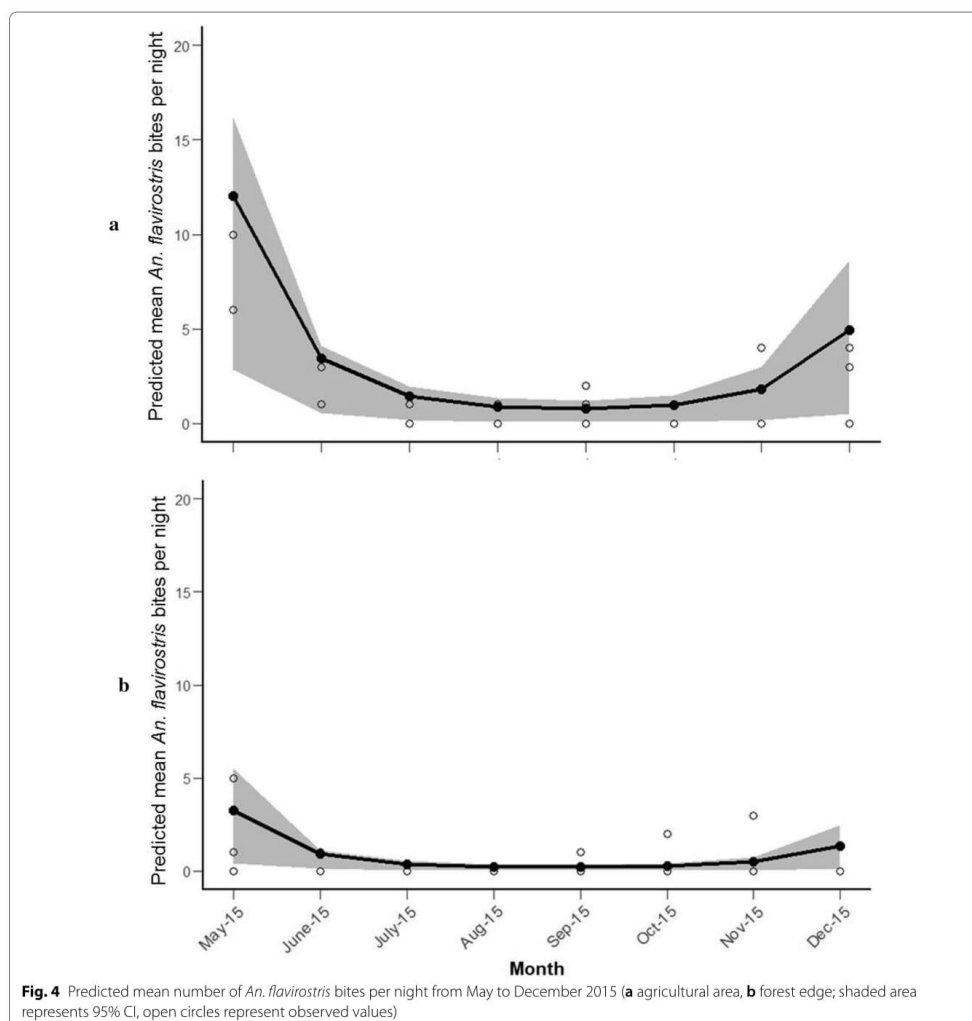 a
Predicted mean An. flavirostris bites per night
20
15
10
5
0
b
Predicted mean An. flavirostris bites per night
20
15
10
5
0
May-15
June-15
July-15
Aug-15
Sep-15
Oct-15
Nov-15
Dec-15
Month
Fig. 4 Predicted mean number of An. flavirostris bites per night from May to December 2015 (a agricultural area, b forest edge; shaded area
represents 95% CI, open circles represent observed values)